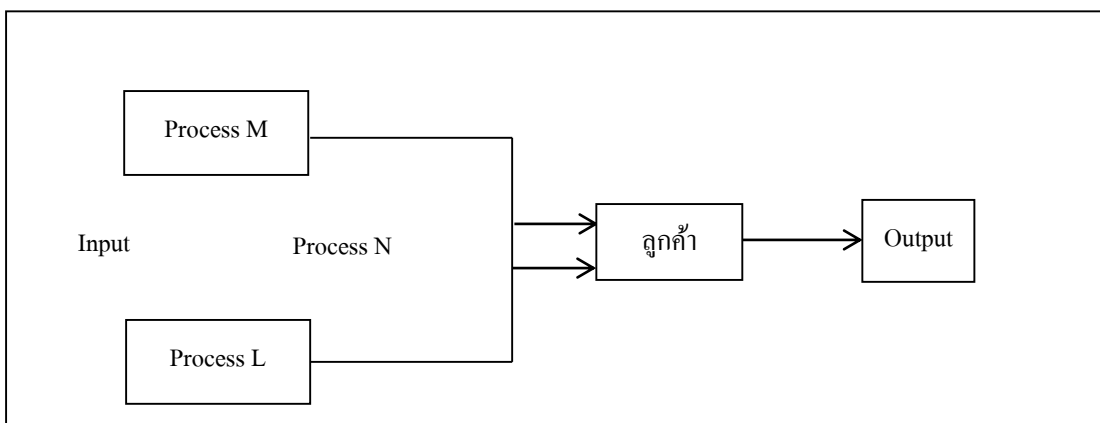 Process M
Input
Process N
ลูกค้า
Output
Process L